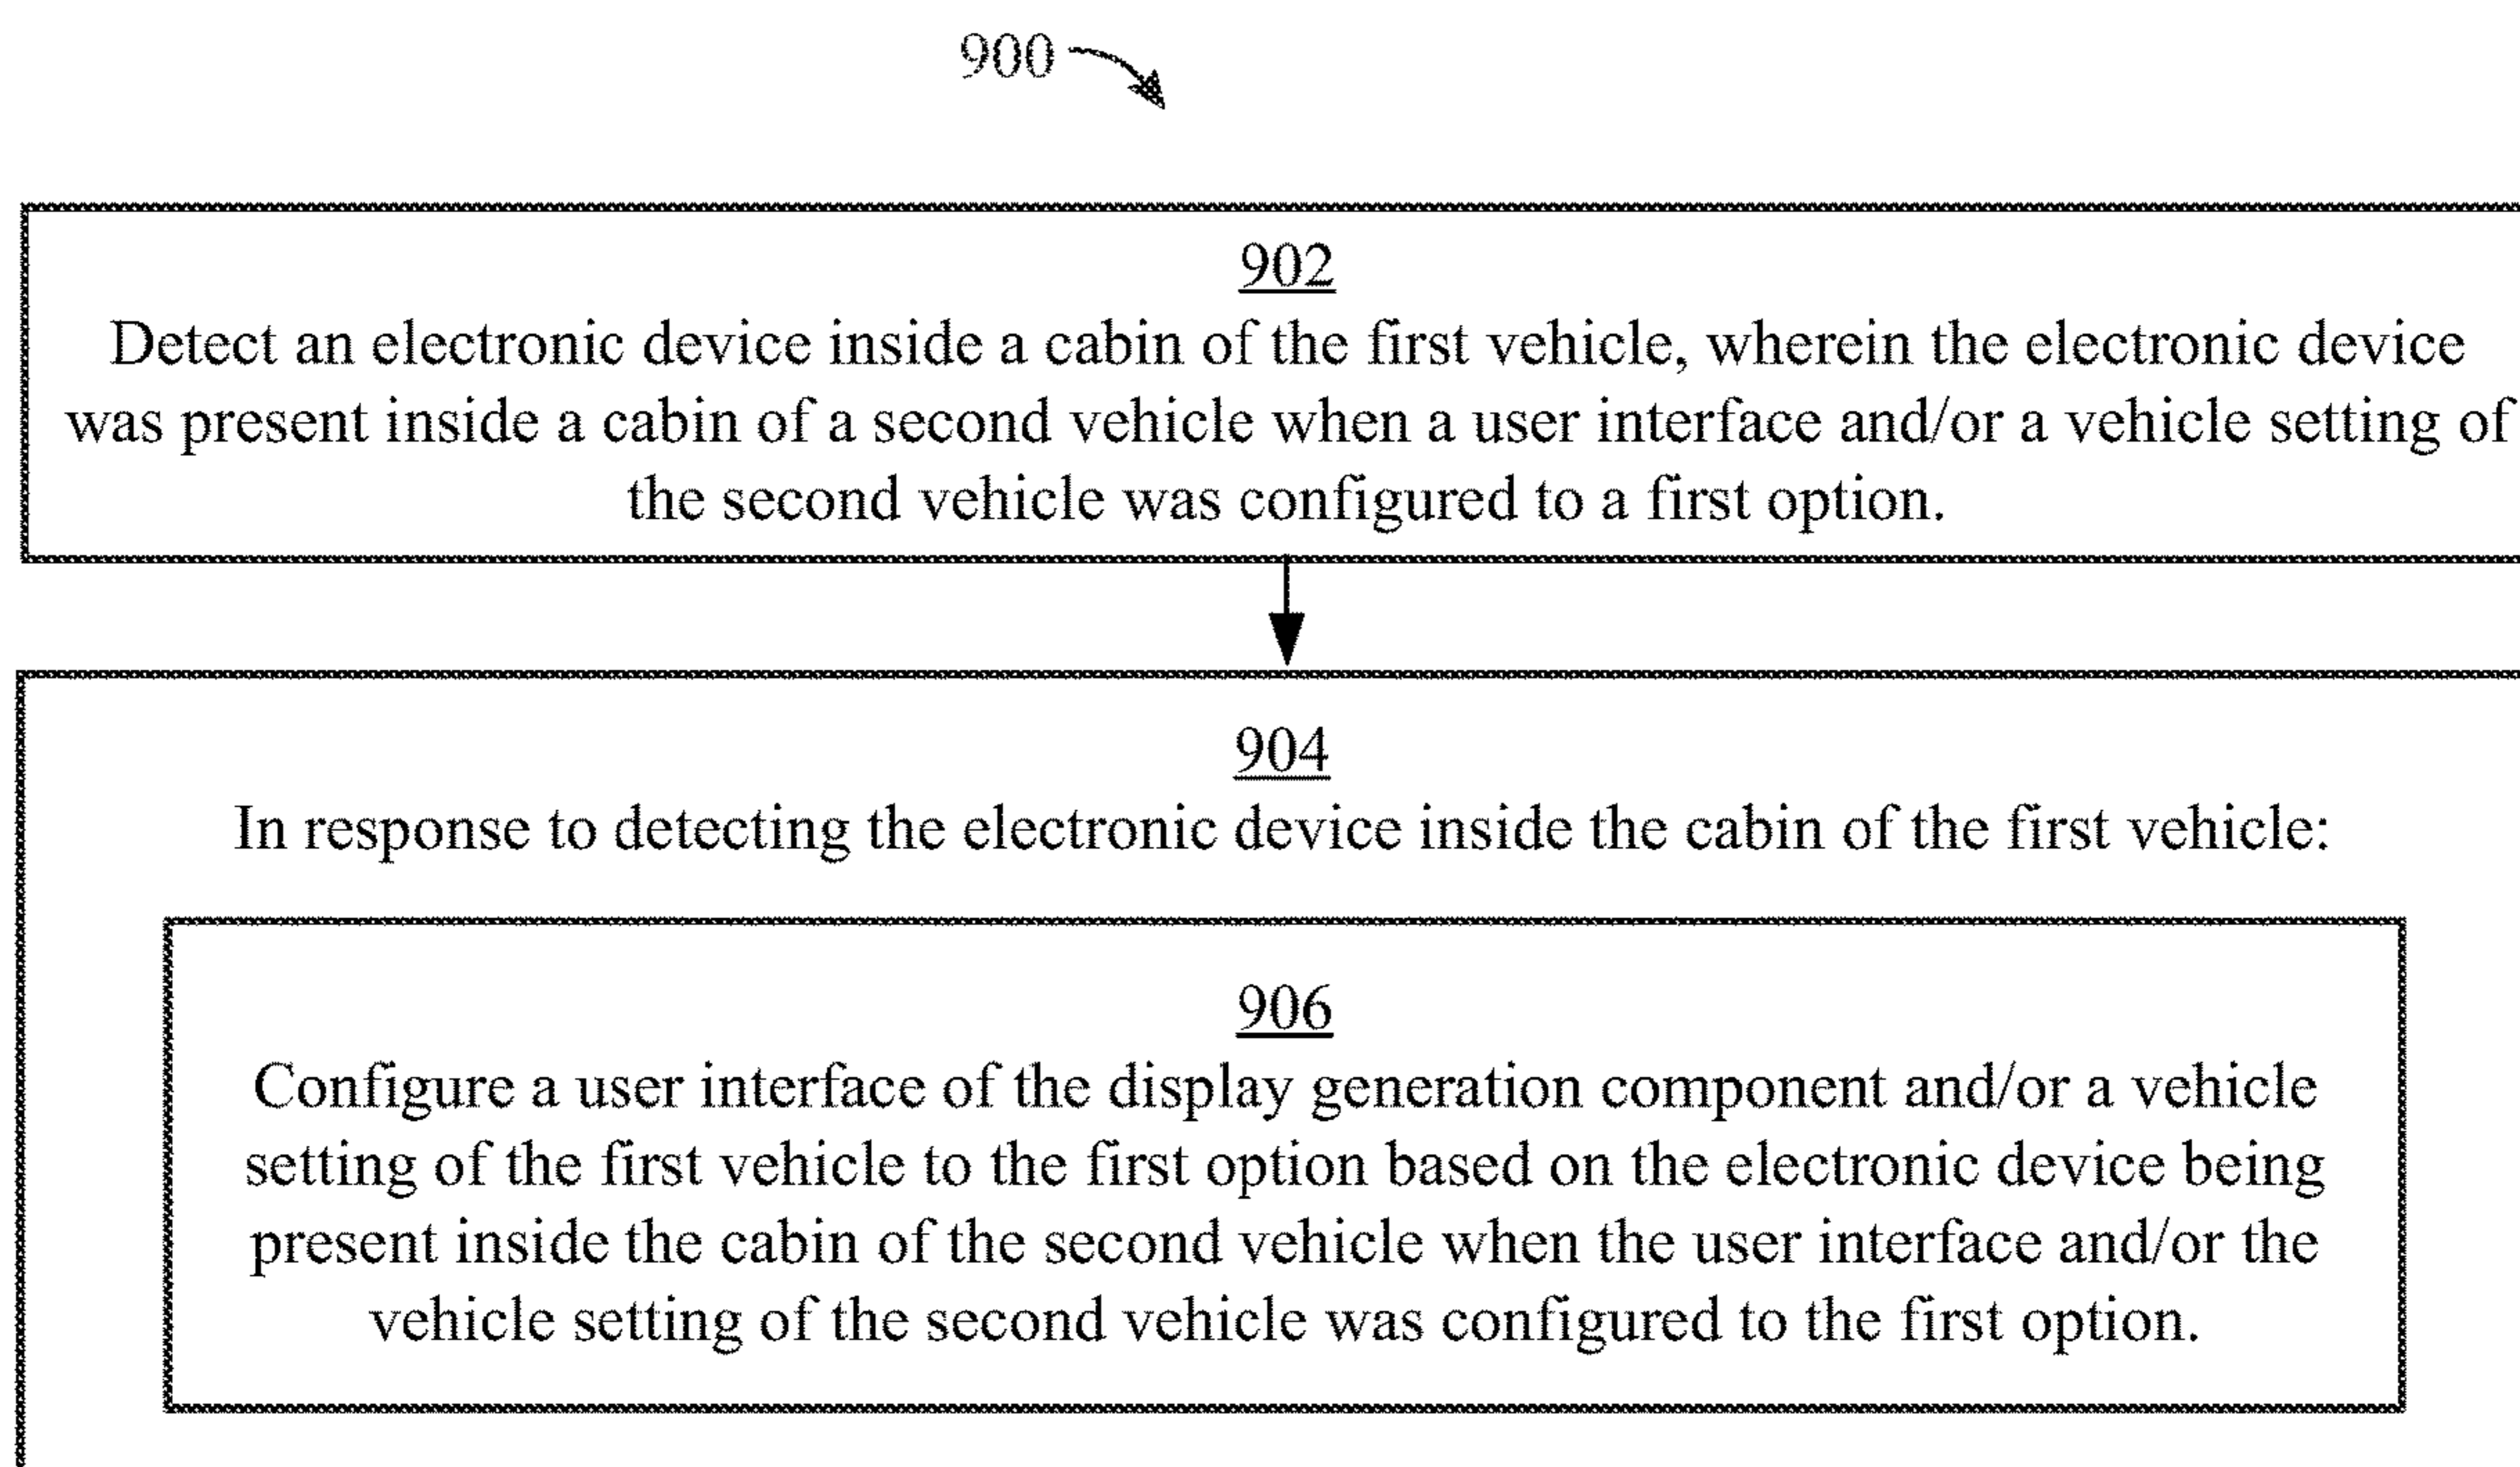 900
902
Detect an electronic device inside a cabin of the first vehicle, wherein the electronic device
was present inside a cabin of a second vehicle when a user interface and/or a vehicle setting of
the second vehicle was configured to a first option.
904
In response to detecting the electronic device inside the cabin of the first vehicle:
906
Configure a user interface of the display generation component and/or a vehicle
setting of the first vehicle to the first option based on the electronic device being
present inside the cabin of the second vehicle when the user interface and/or the
vehicle setting of the second vehicle was configured to the first option.